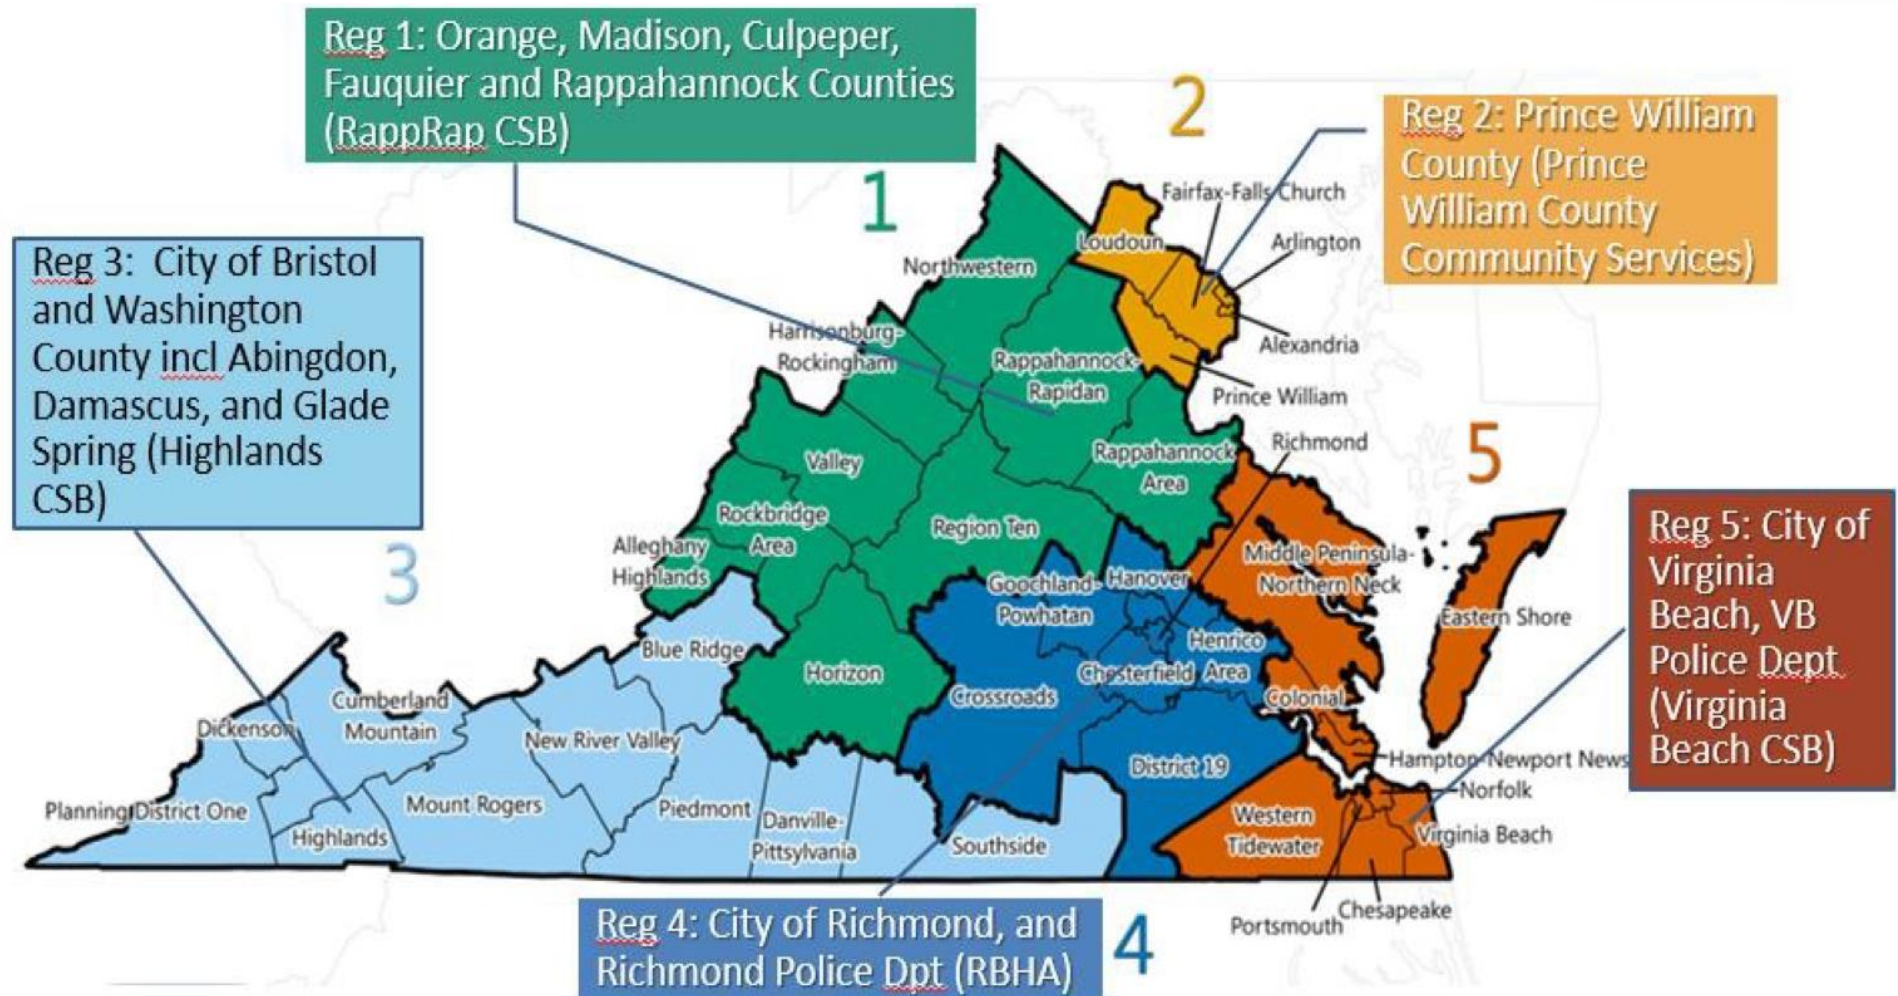 Reg 1: Orange, Madison, Culpeper,
Fauquier and Rappahannock Counties
(RappRap CSB)
2
Reg 2: Prince William
County (Prince
William County
Community Services)
1
Reg 3:  City of Bristol
and Washington
County incl Abingdon,
Damascus, and Glade
Spring (Highlands
CSB)
Fairfax-Falls Church
Loudoun
Arlington
Northwestern
Harrisonburg-
Rockingham
Alexandria
Rappahannock-
Rapidan
Prince William
Richmond
5
Valley
Rappahannock
Area
Reg 5: City of
Virginia
Beach, VB
Police Dept
(Virginia
Beach CSB)
Rockbridge
Area
Region Ten
Alleghany
Highlands
3
Middle Peninsula-
Northern Neck
Goochland-
Powhatan
Hanover
Eastern Shore
Henrico
Area
Blue Ridge
Horizon
Chesterfield
Crossroads
Colonial
Cumberland
Mountain
Dickenson
New River Valley
Hampton-Newport News
District 19
Norfolk
Planning District One
Mount Rogers
Piedmont
Danville-
Pittsylvania
Highlands
Southside
Western
Tidewater
Virginia Beach
Chesapeake
Portsmouth
Reg 4: City of Richmond, and
Richmond Police Dpt (RBHA)
4